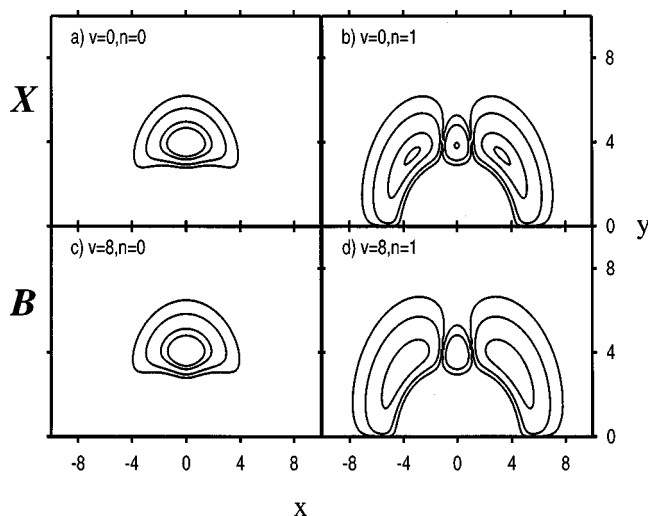 a) v=0,n=0
b) v=0,n=1
8
X
4
0
y
c) v=8,n=0
d) v=8,n=1
8
B
4
0
-8 -4 0 4 8 -8 -4 0 4 8
x